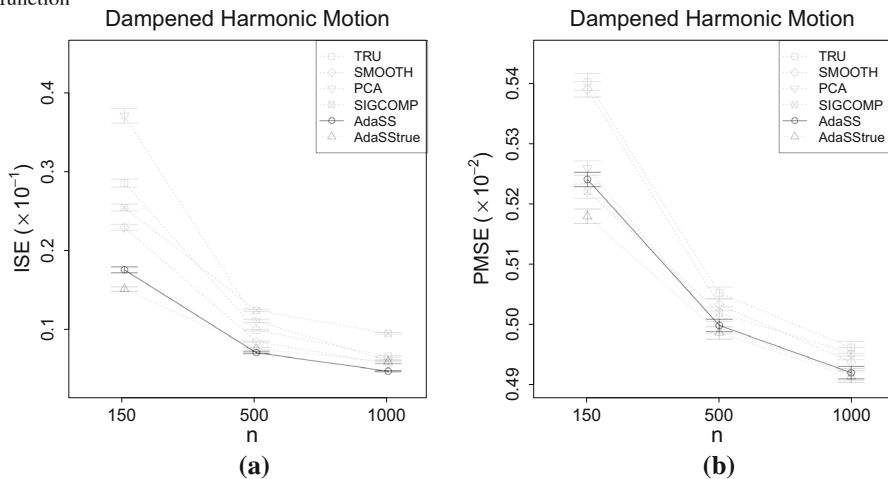 function
Dampened Harmonic Motion
ISE (×10⁻¹)
0.4
0.3
0.2
0.1
TRU
SMOOTH
PCA
SIGCOMP
AdaSS
AdaSStrue
150
500
1000
n
(a)
Dampened Harmonic Motion
PMSE (×10⁻²)
0.54
0.53
0.52
0.51
0.50
0.49
TRU
SMOOTH
PCA
SIGCOMP
AdaSS
AdaSStrue
150
500
1000
n
(b)